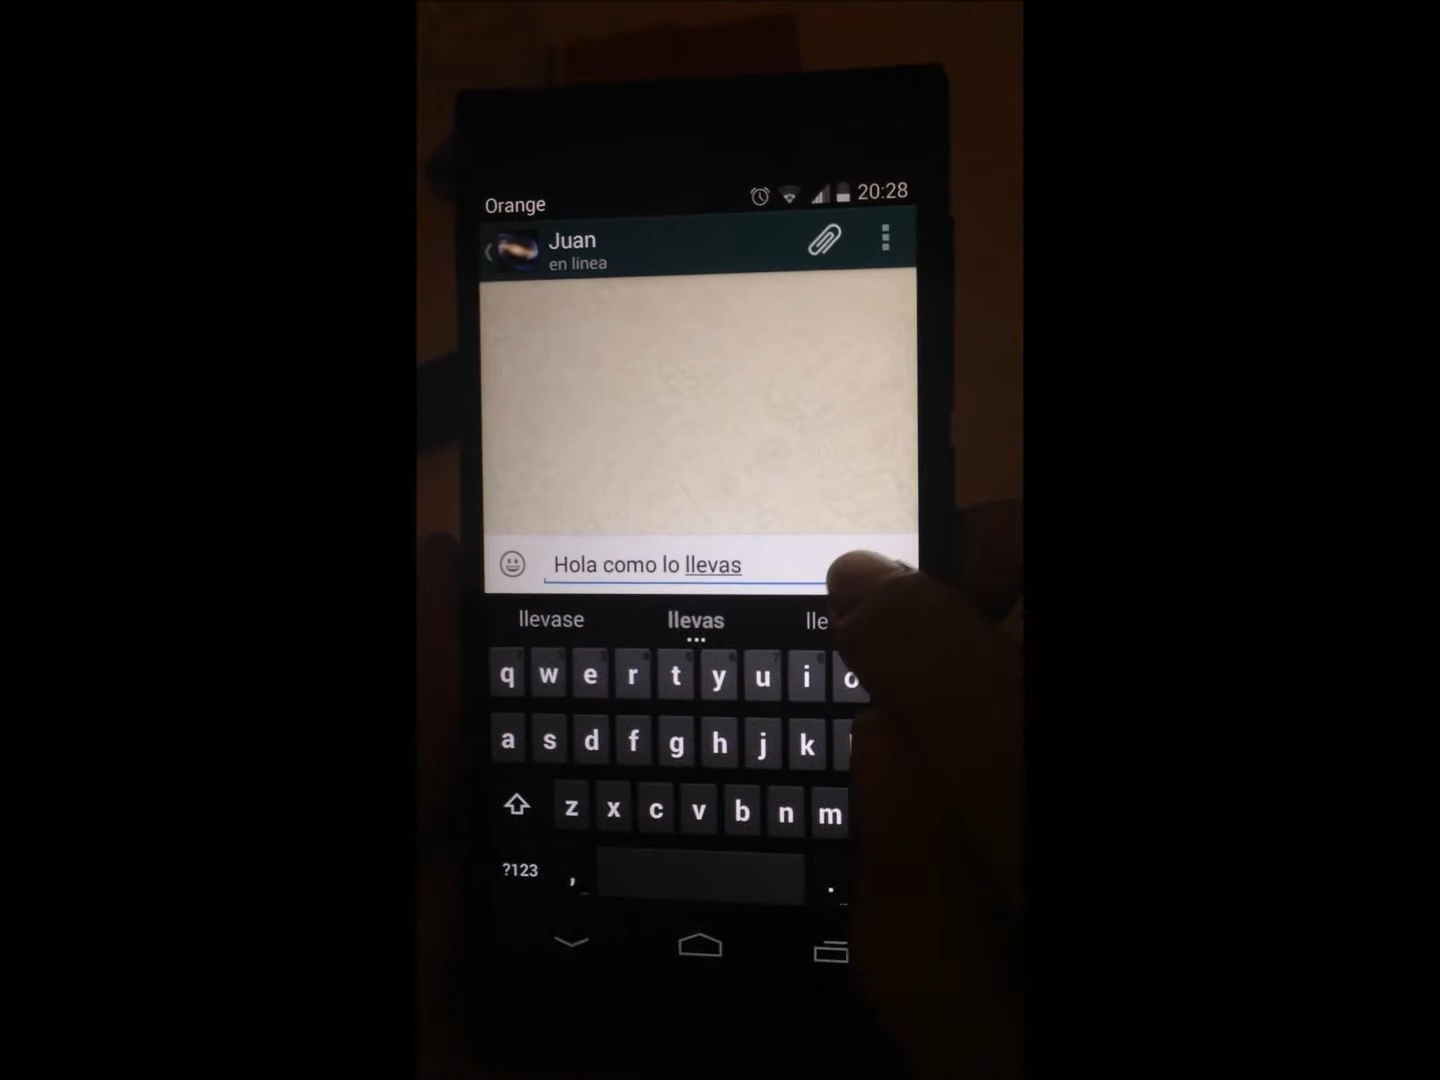 Orange 20:28
Juan
en línea
Hola como lo llevas
llevase llevas
q w e r t y u i o
a s d f g h j k
z x c v b n m
?123 , .